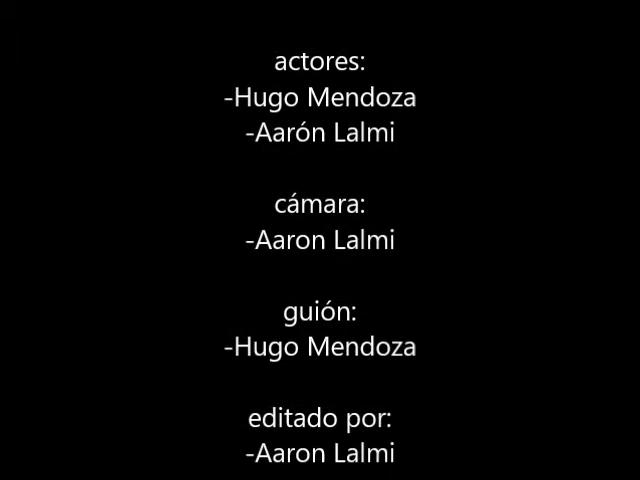 actores:
-Hugo Mendoza
-Aarón Lalmi
cámara:
-Aaron Lalmi
guión:
-Hugo Mendoza
editado por:
-Aaron Lalmi